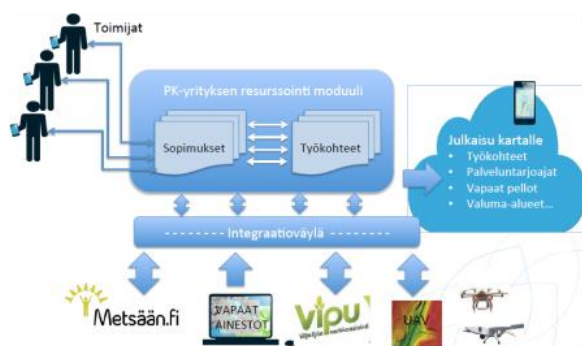 Toimijat
PK-yrityksen resurssointi moduuli
Sopimukset
Työkohteet
Julkaisu kartalle
• Työkohteet
• Palveluntarjoajat
• Vapaat pellot
• Valuma-alueet...
-------- Integraatioväylä --------
Metsään.fi
VAPAAT
AINESTOT
vipu
UAV